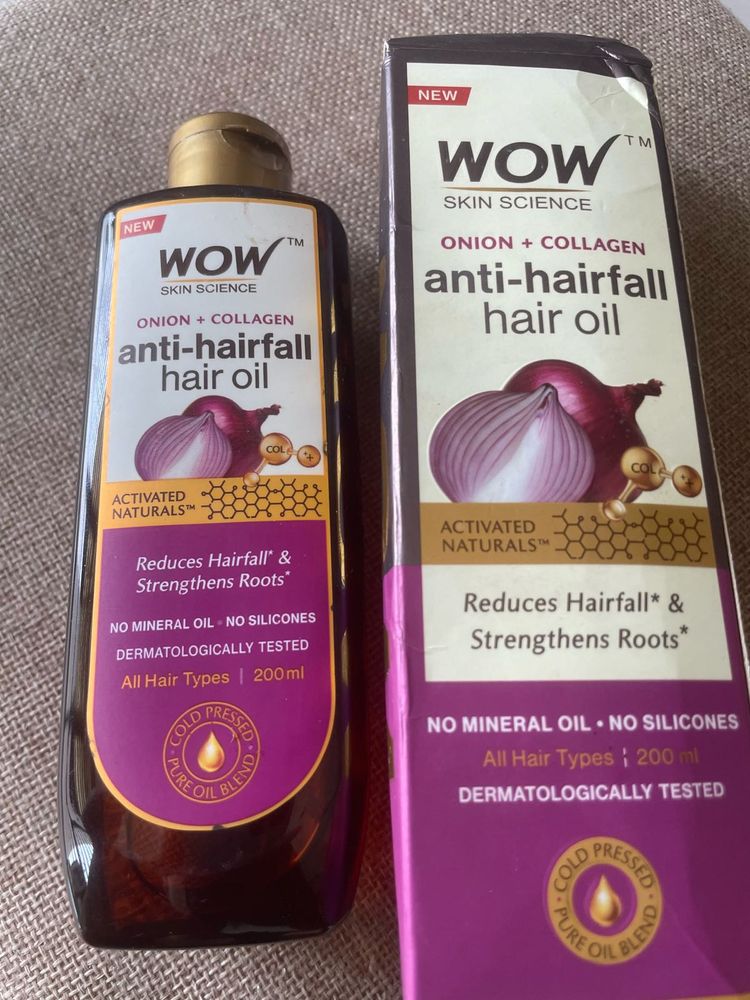 NEW
WOW™
SKIN SCIENCE
ONION + COLLAGEN
anti-hairfall
hair oil
COL
ACTIVATED
NATURALS™
Reduces Hairfall* &
Strengthens Roots*
NO MINERAL OIL • NO SILICONES
DERMATOLOGICALLY TESTED
All Hair Types | 200ml
COLD PRESSED
PURE OIL BLEND
NEW
WOW™
SKIN SCIENCE
ONION + COLLAGEN
anti-hairfall
hair oil
COL
ACTIVATED
NATURALS™
Reduces Hairfall* &
Strengthens Roots*
NO MINERAL OIL • NO SILICONES
All Hair Types ¦ 200 ml
DERMATOLOGICALLY TESTED
COLD PRESSED
PURE OIL BLEND